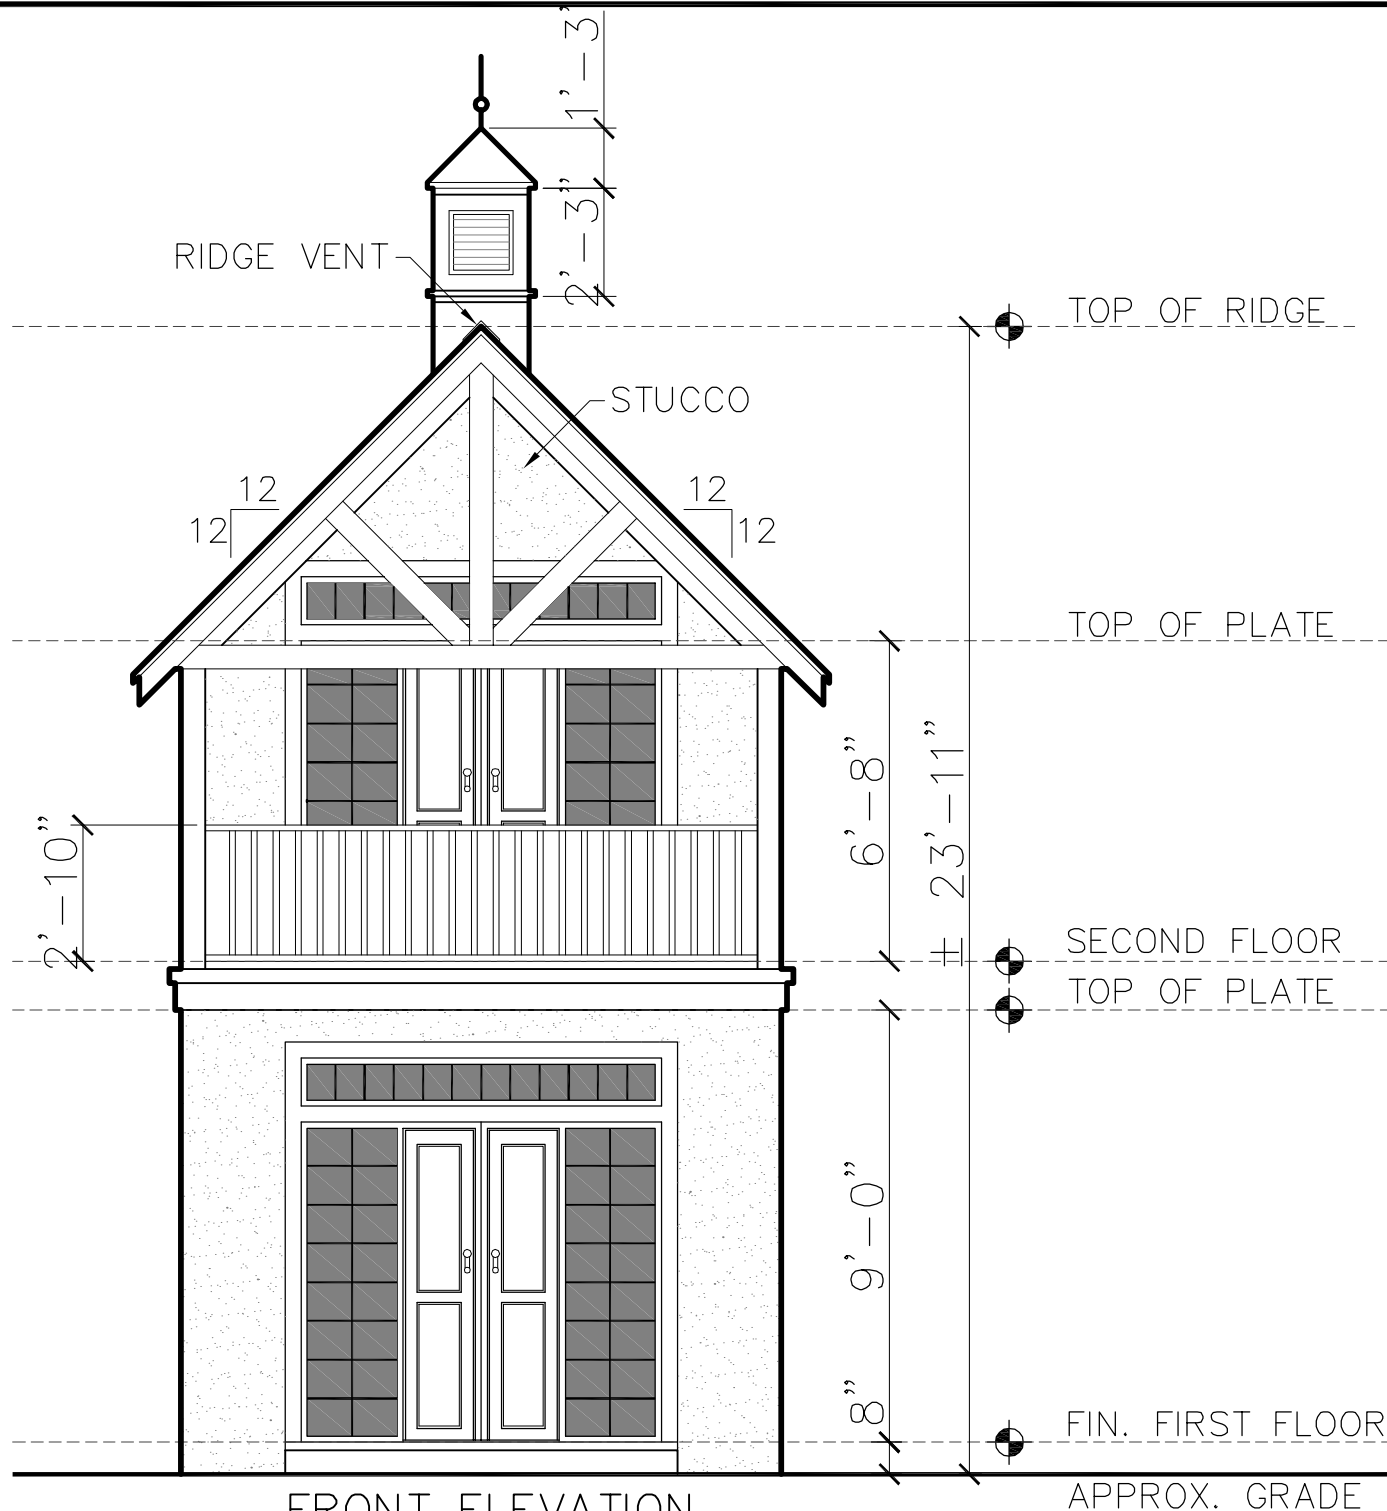 1'-3"
2'-3"
RIDGE VENT
TOP OF RIDGE
STUCCO
12
12
12
12
TOP OF PLATE
6'-8"
± 23'-11"
2'-10"
SECOND FLOOR
TOP OF PLATE
9'-0"
8"
FIN. FIRST FLOOR
APPROX. GRADE
FRONT ELEVATION